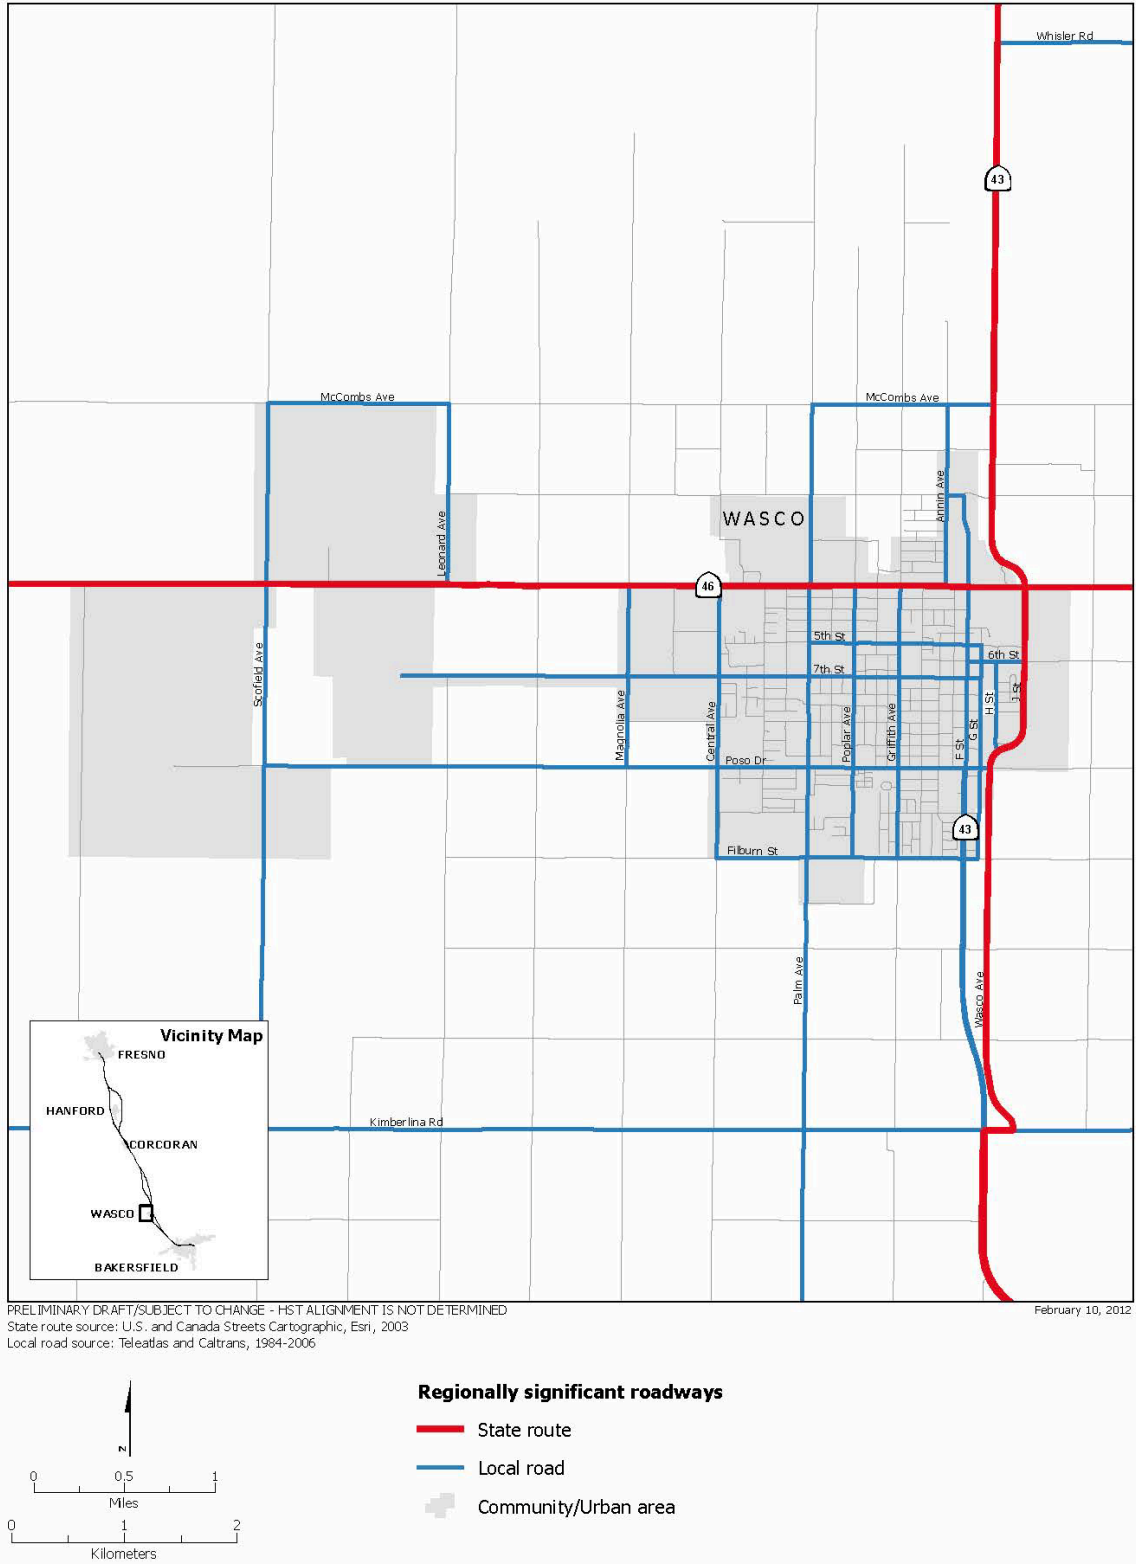 Whisler Rd
43
McCombs Ave
McCombs Ave
Leonard Ave
WASCO
Annin Ave
46
Scofield Ave
5th St
7th St
6th St
Magnolia Ave
Central Ave
Poplar Ave
Griffith Ave
F St
G St
H St
J St
Poso Dr
43
Filburn St
Palm Ave
Wasco Ave
Kimberlina Rd
Vicinity Map
FRESNO
HANFORD
CORCORAN
WASCO
BAKERSFIELD
PRELIMINARY DRAFT/SUBJECT TO CHANGE - HST ALIGNMENT IS NOT DETERMINED
February 10, 2012
State route source: U.S. and Canada Streets Cartographic, Esri, 2003
Local road source: Teleatlas and Caltrans, 1984-2006
N
0 0.5 1
Miles
0 1 2
Kilometers
Regionally significant roadways
State route
Local road
Community/Urban area